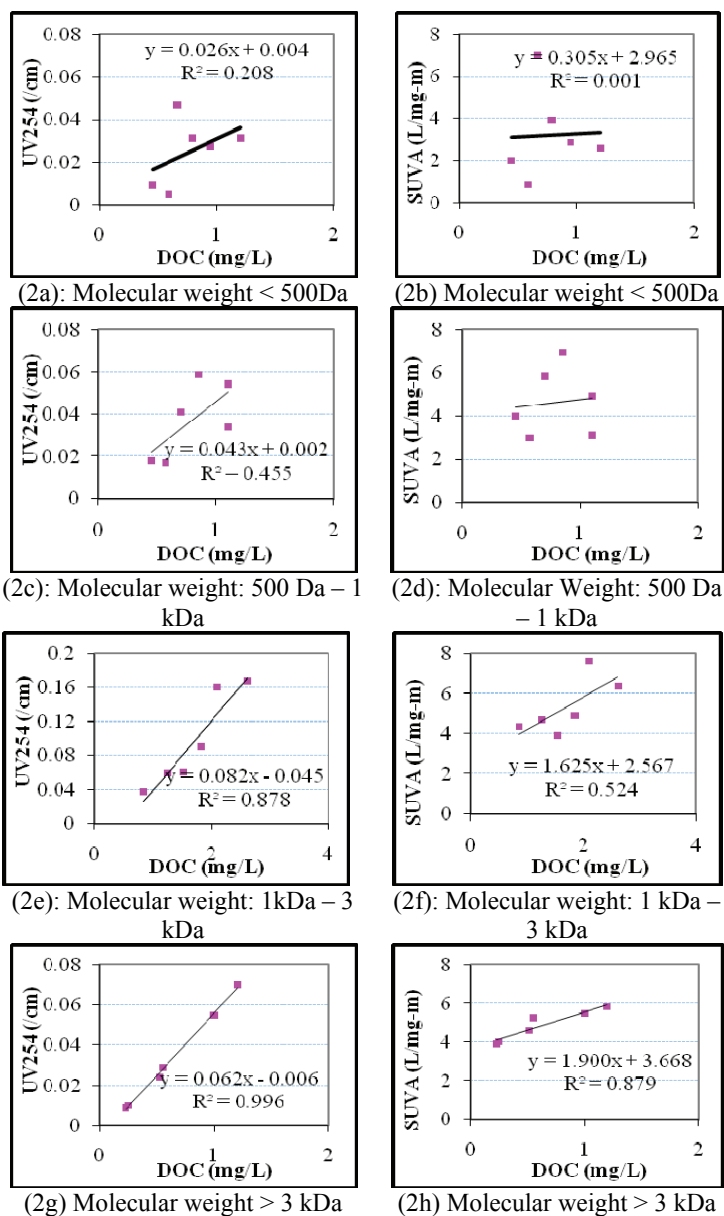 y = 0.026x + 0.004
R² = 0.208
0.08
0.06
0.04
0.02
0
UV254 (/cm)
0 1 2
DOC (mg/L)
(2a): Molecular weight < 500Da
y = 0.305x + 2.965
R² = 0.001
8
6
4
2
0
SUVA (L/mg-m)
0 1 2
DOC (mg/L)
(2b) Molecular weight < 500Da
0.08
0.06
0.04
0.02
0
UV254 (/cm)
y = 0.043x + 0.002
R² – 0.455
0 1 2
DOC (mg/L)
(2c): Molecular weight: 500 Da – 1
kDa
8
6
4
2
0
SUVA (L/mg-m)
0 1 2
DOC (mg/L)
(2d): Molecular Weight: 500 Da
– 1 kDa
0.2
0.16
0.12
0.08
0.04
0
UV254 (/cm)
y = 0.082x - 0.045
R² = 0.878
0 2 4
DOC (mg/L)
(2e): Molecular weight: 1kDa – 3
kDa
8
6
4
2
0
SUVA (L/mg-m)
y = 1.625x + 2.567
R² = 0.524
0 2 4
DOC (mg/L)
(2f): Molecular weight: 1 kDa –
3 kDa
0.08
0.06
0.04
0.02
0
UV254 (/cm)
y = 0.062x - 0.006
R² = 0.996
0 1 2
DOC (mg/L)
(2g) Molecular weight > 3 kDa
8
6
4
2
0
SUVA (L/mg-m)
y = 1.900x + 3.668
R² = 0.879
0 1 2
DOC (mg/L)
(2h) Molecular weight > 3 kDa